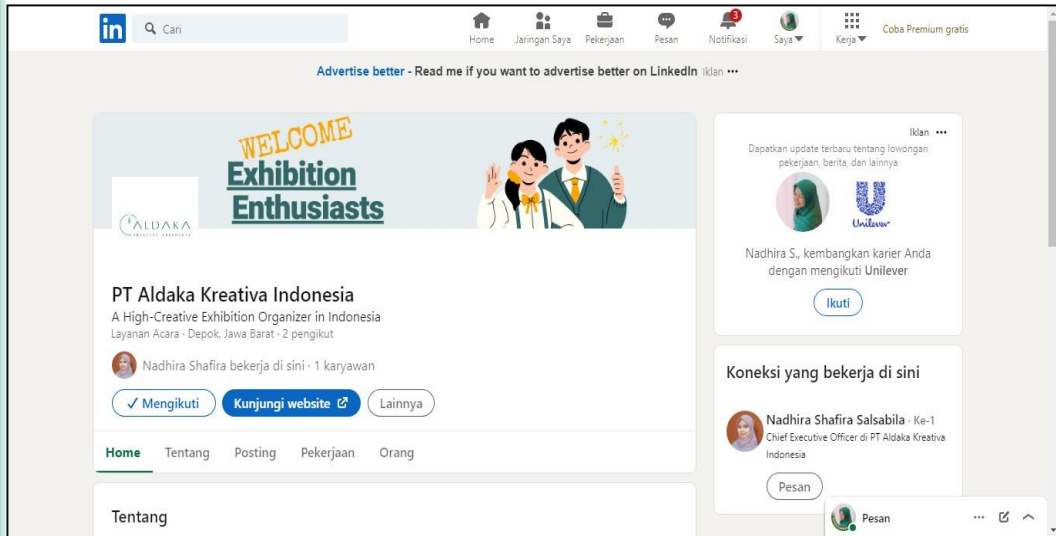 in
Cari
Home
Jaringan Saya
Pekerjaan
Pesan
3
Notifikasi
Saya
Kerja
Coba Premium gratis
Advertise better - Read me if you want to advertise better on LinkedIn Iklan •••
WELCOME
Exhibition
Enthusiasts
ALDAKA
PT Aldaka Kreativa Indonesia
A High-Creative Exhibition Organizer in Indonesia
Layanan Acara · Depok, Jawa Barat · 2 pengikut
Nadhira Shafira bekerja di sini · 1 karyawan
✓ Mengikuti
Kunjungi website
Lainnya
Home
Tentang
Posting
Pekerjaan
Orang
Tentang
Iklan •••
Dapatkan update terbaru tentang lowongan
pekerjaan, berita, dan lainnya
Unilever
Nadhira S., kembangkan karier Anda
dengan mengikuti Unilever
Ikuti
Koneksi yang bekerja di sini
Nadhira Shafira Salsabila · Ke-1
Chief Executive Officer di PT Aldaka Kreativa
Indonesia
Pesan
Pesan